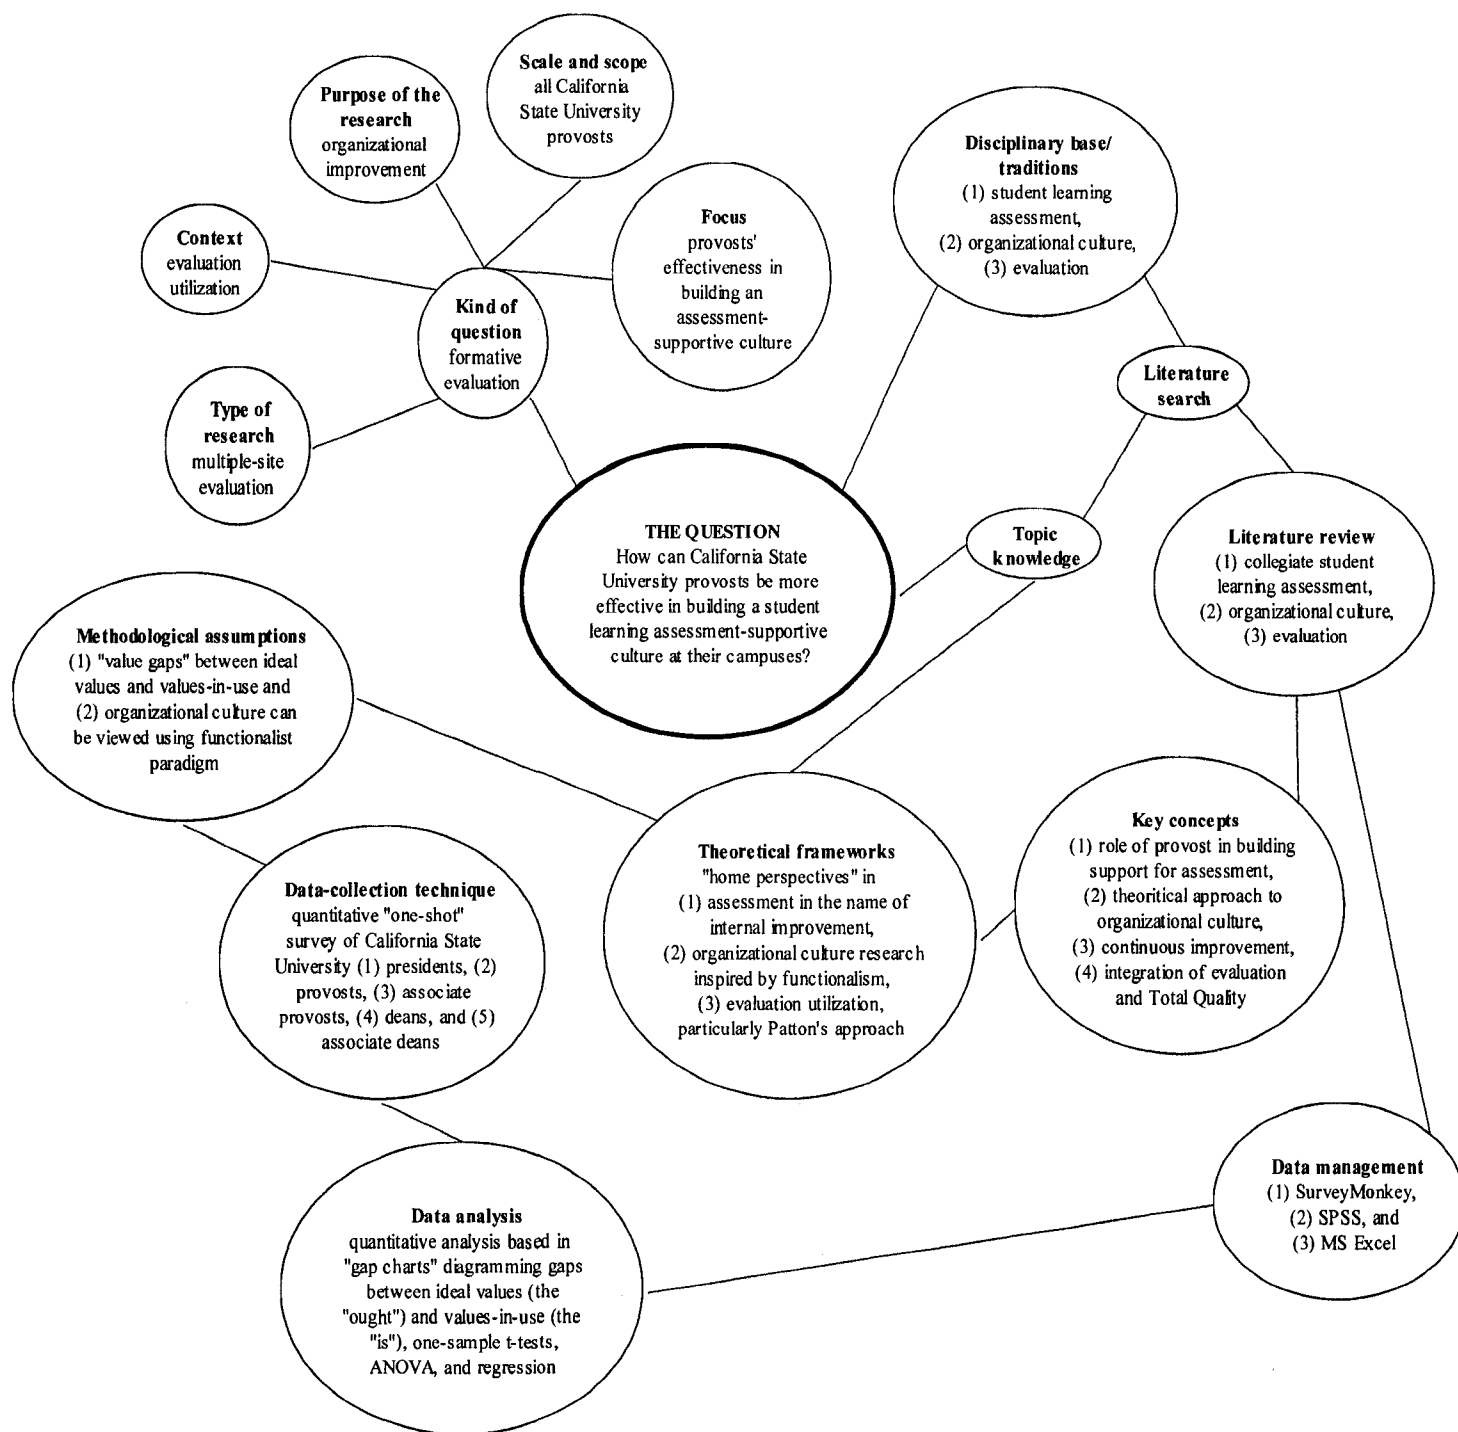 Scale and scope
all California
State University
provosts
Purpose of the
research
organizational
improvement
Disciplinary base/
traditions
(1) student learning
assessment,
(2) organizational culture,
(3) evaluation
Context
evaluation
utilization
Focus
provosts'
effectiveness in
building an
assessment-
supportive culture
Kind of
question
formative
evaluation
Literature
search
Type of
research
multiple-site
evaluation
THE QUESTION
How can California State
University provosts be more
effective in building a student
learning assessment-supportive
culture at their campuses?
Topic
knowledge
Literature review
(1) collegiate student
learning assessment,
(2) organizational culture,
(3) evaluation
Methodological assumptions
(1) "value gaps" between ideal
values and values-in-use and
(2) organizational culture can
be viewed using functionalist
paradigm
Theoretical frameworks
"home perspectives" in
(1) assessment in the name of
internal improvement,
(2) organizational culture research
inspired by functionalism,
(3) evaluation utilization,
particularly Patton's approach
Key concepts
(1) role of provost in building
support for assessment,
(2) theoritical approach to
organizational culture,
(3) continuous improvement,
(4) integration of evaluation
and Total Quality
Data-collection technique
quantitative "one-shot"
survey of California State
University (1) presidents, (2)
provosts, (3) associate
provosts, (4) deans, and (5)
associate deans
Data management
(1) SurveyMonkey,
(2) SPSS, and
(3) MS Excel
Data analysis
quantitative analysis based in
"gap charts" diagramming gaps
between ideal values (the
"ought") and values-in-use (the
"is"), one-sample t-tests,
ANOVA, and regression